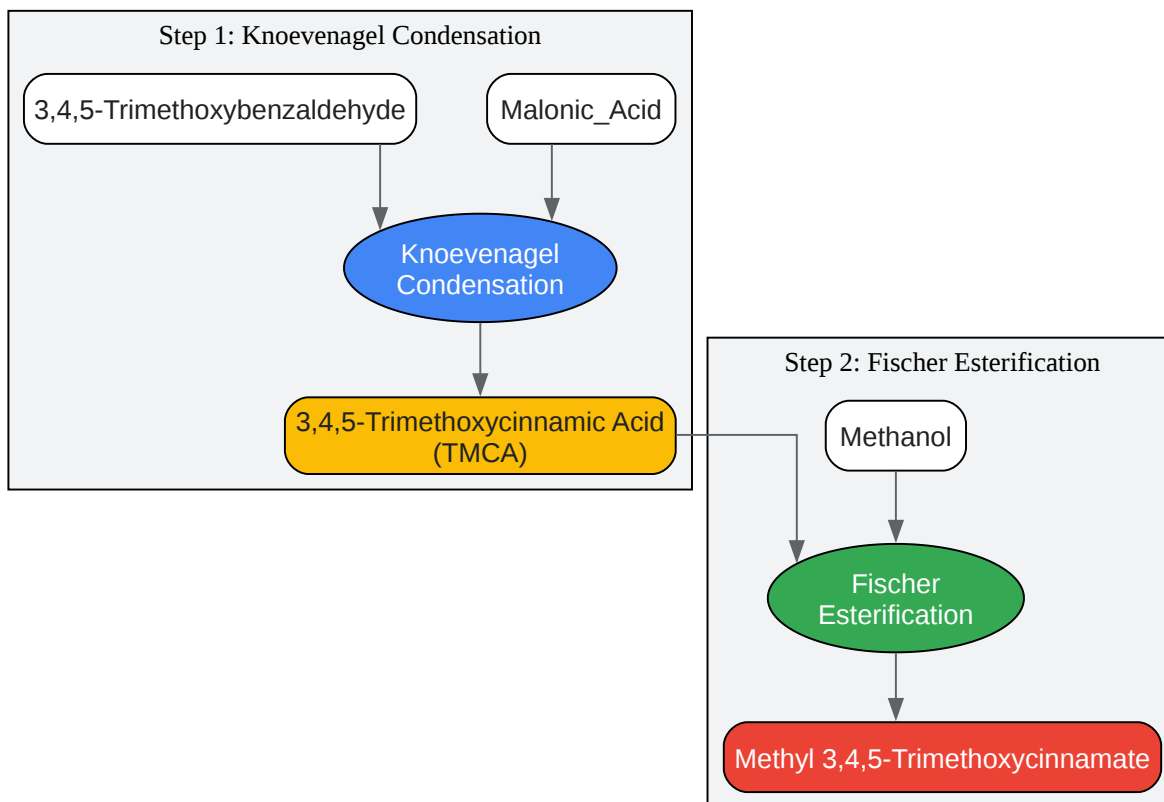 Step 1: Knoevenagel Condensation
3,4,5-Trimethoxybenzaldehyde
Malonic_Acid
Knoevenagel
Condensation
3,4,5-Trimethoxycinnamic Acid
(TMCA)
Step 2: Fischer Esterification
Methanol
Fischer
Esterification
Methyl 3,4,5-Trimethoxycinnamate